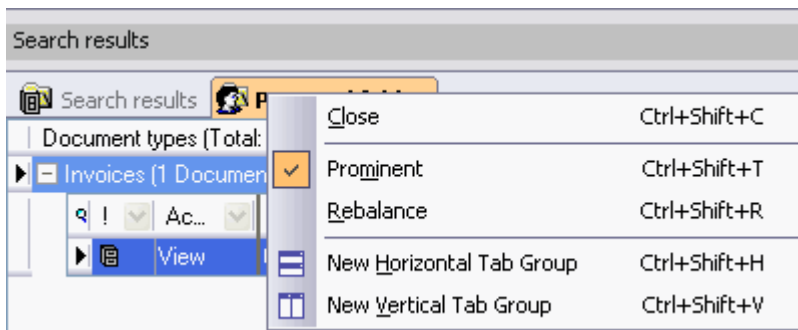 Search results
Search results
Close Ctrl+Shift+C
Document types (Total:
Prominent Ctrl+Shift+T
Invoices (1 Documen
Rebalance Ctrl+Shift+R
! Ac...
View
New Horizontal Tab Group Ctrl+Shift+H
New Vertical Tab Group Ctrl+Shift+V